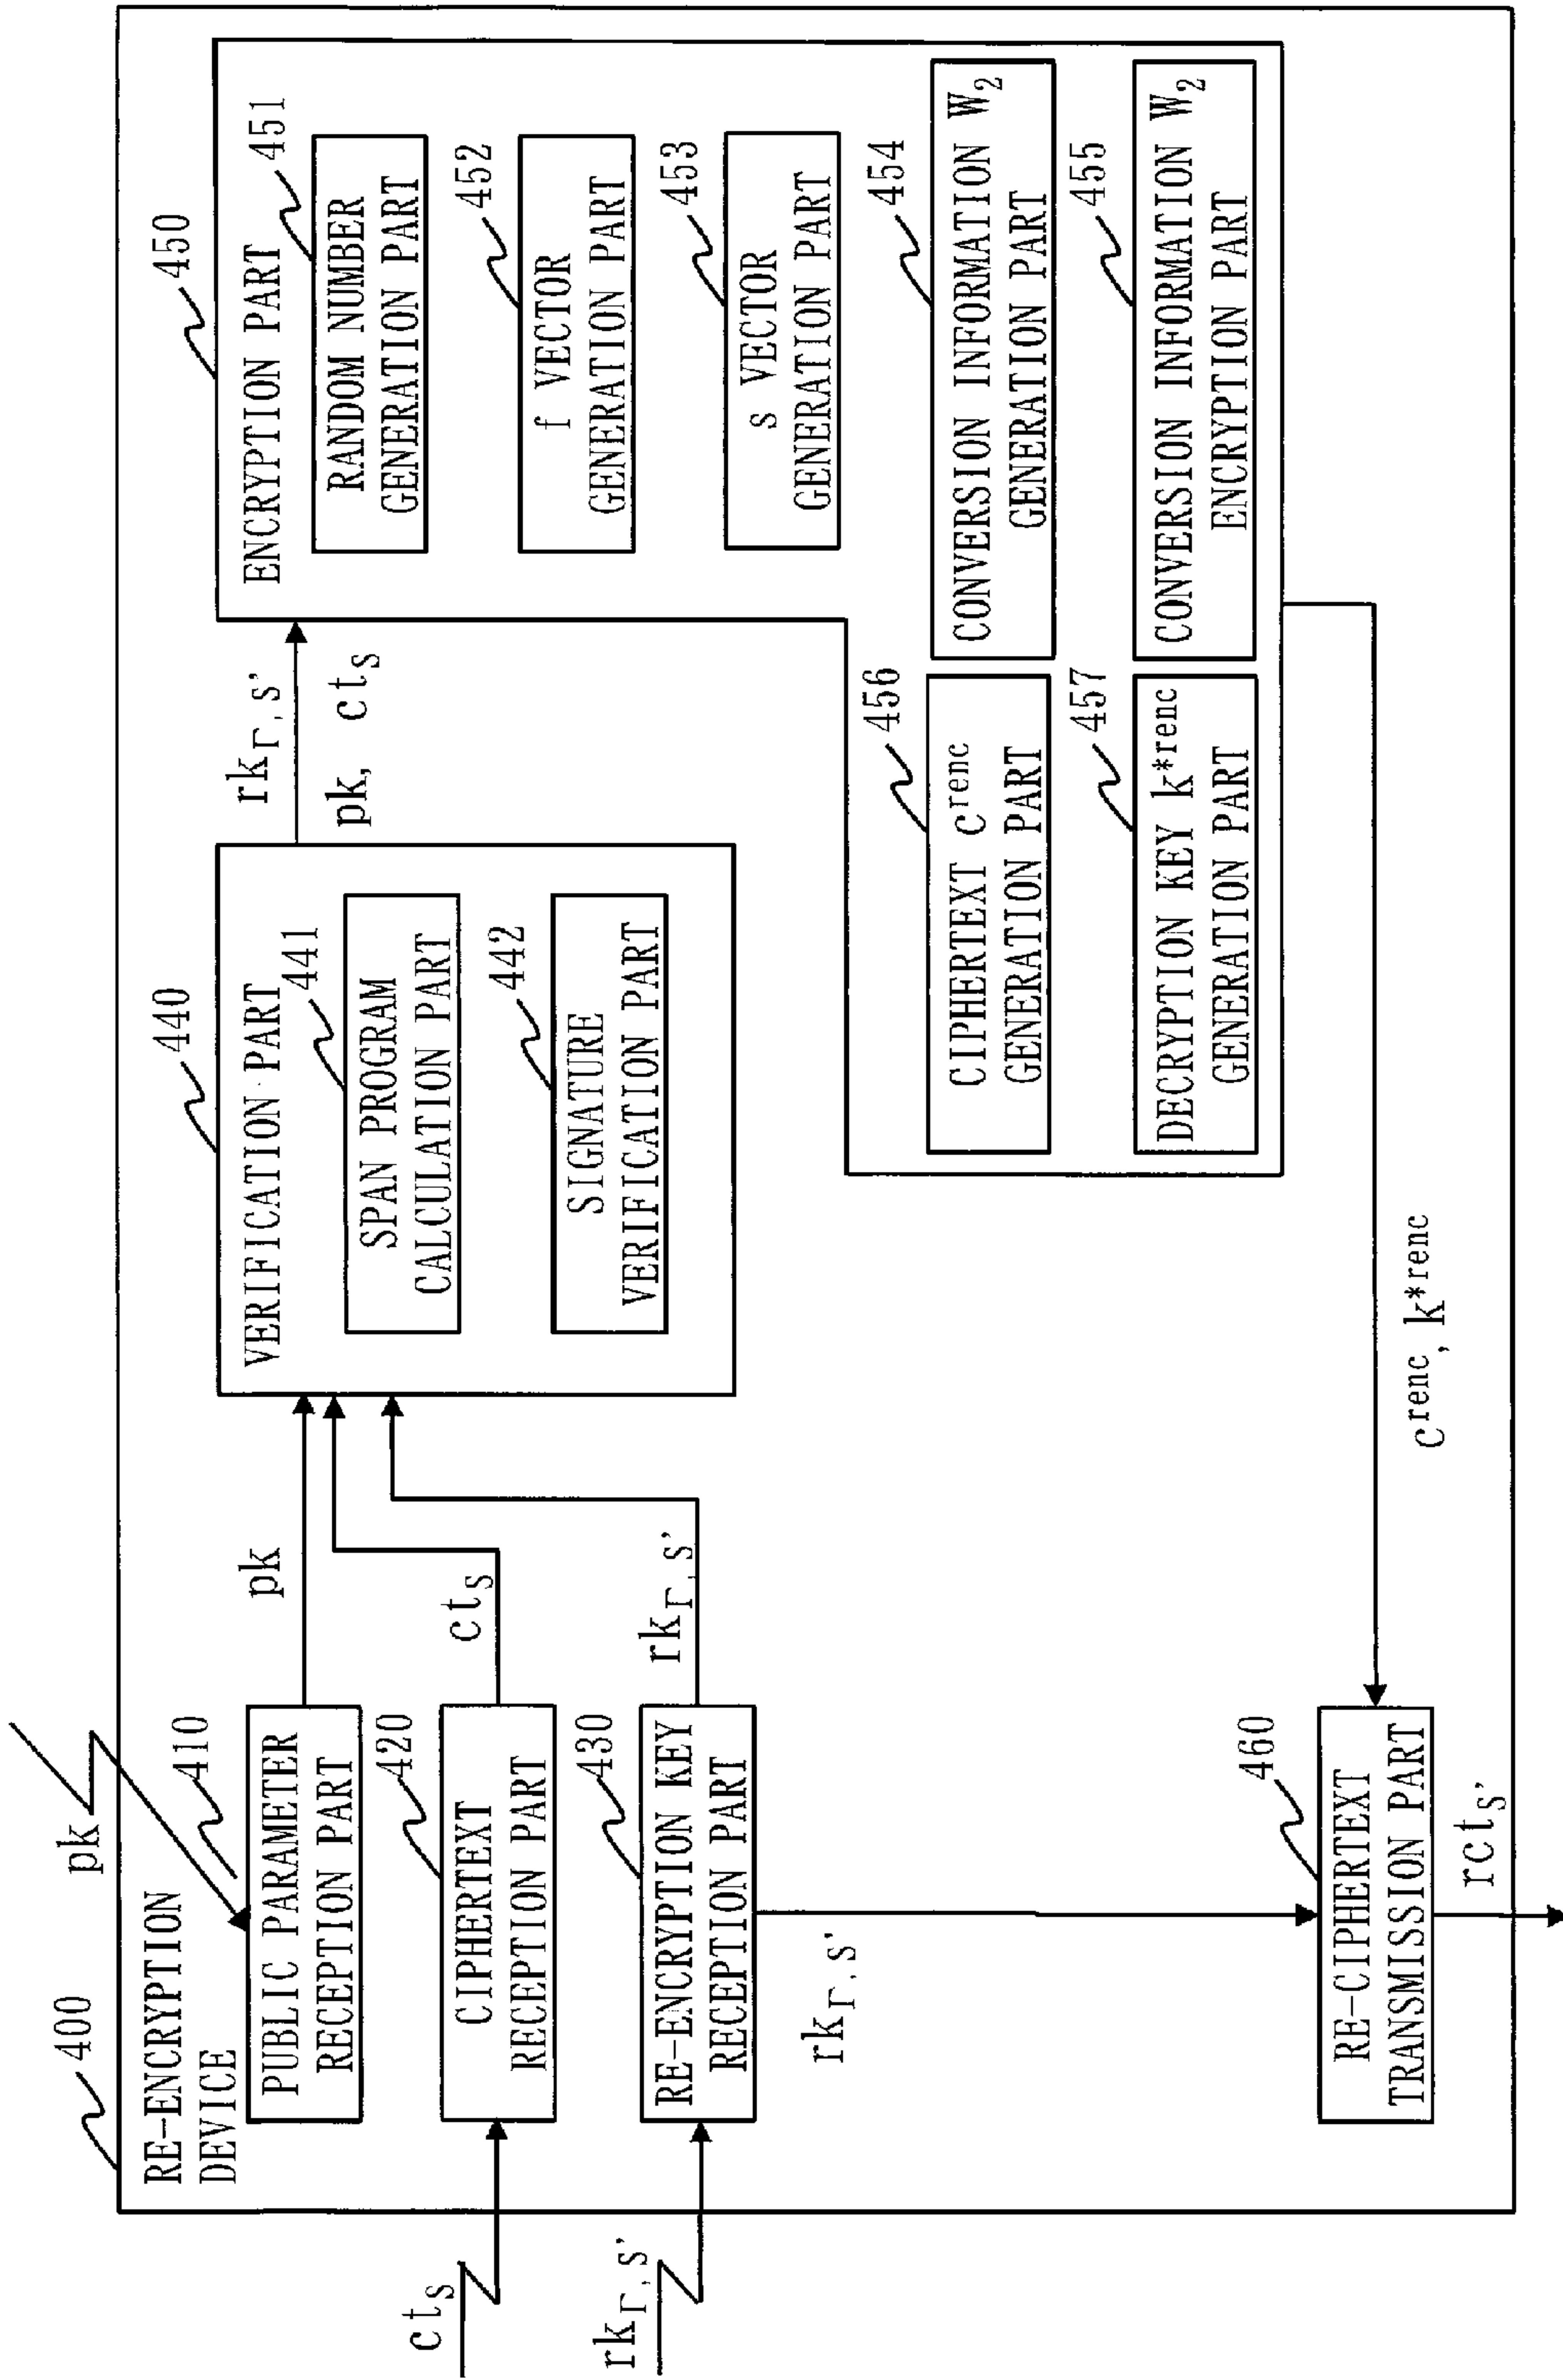 400
RE-ENCRYPTION
DEVICE
pk
410
PUBLIC PARAMETER
RECEPTION PART
pk
ct_S
420
CIPHERTEXT
RECEPTION PART
ct_S
rk_Γ,S'
430
RE-ENCRYPTION KEY
RECEPTION PART
rk_Γ,S'
rk_Γ,S'
440
VERIFICATION PART
441
SPAN PROGRAM
CALCULATION PART
442
SIGNATURE
VERIFICATION PART
rk_Γ,S'
pk, ct_S
450
ENCRYPTION PART
451
RANDOM NUMBER
GENERATION PART
452
f VECTOR
GENERATION PART
453
s VECTOR
GENERATION PART
454
CONVERSION INFORMATION W₂
GENERATION PART
455
CONVERSION INFORMATION W₂
ENCRYPTION PART
456
CIPHERTEXT c^renc
GENERATION PART
457
DECRYPTION KEY k*^renc
GENERATION PART
c^renc, k*^renc
460
RE-CIPHERTEXT
TRANSMISSION PART
rct_S'